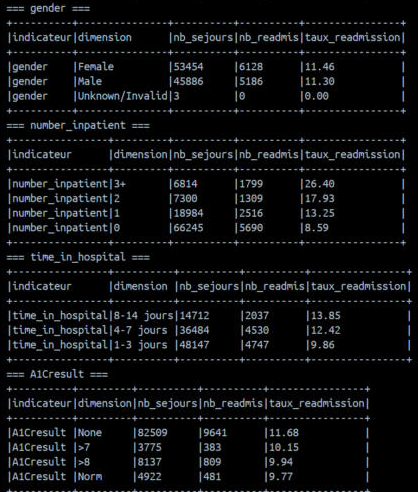 === gender ===
+----------+---------------+----------+---------+----------------+
|indicateur|dimension      |nb_sejours|nb_readmis|taux_readmission|
+----------+---------------+----------+---------+----------------+
|gender    |Female         |53454     |6128      |11.46           |
|gender    |Male           |45886     |5186      |11.30           |
|gender    |Unknown/Invalid|3         |0         |0.00            |
+----------+---------------+----------+---------+----------------+
=== number_inpatient ===
+----------------+---------+----------+----------+----------------+
|indicateur      |dimension|nb_sejours|nb_readmis|taux_readmission|
+----------------+---------+----------+----------+----------------+
|number_inpatient|3+       |6814      |1799      |26.40           |
|number_inpatient|2        |7300      |1309      |17.93           |
|number_inpatient|1        |18984     |2516      |13.25           |
|number_inpatient|0        |66245     |5690      |8.59            |
+----------------+---------+----------+----------+----------------+
=== time_in_hospital ===
+----------------+----------+----------+----------+----------------+
|indicateur      |dimension |nb_sejours|nb_readmis|taux_readmission|
+----------------+----------+----------+----------+----------------+
|time_in_hospital|8-14 jours|14712     |2037      |13.85           |
|time_in_hospital|4-7 jours |36484     |4530      |12.42           |
|time_in_hospital|1-3 jours |48147     |4747      |9.86            |
+----------------+----------+----------+----------+----------------+
=== A1Cresult ===
+----------+---------+----------+----------+----------------+
|indicateur|dimension|nb_sejours|nb_readmis|taux_readmission|
+----------+---------+----------+----------+----------------+
|A1Cresult |None     |82509     |9641      |11.68           |
|A1Cresult |>7       |3775      |383       |10.15           |
|A1Cresult |>8       |8137      |809       |9.94            |
|A1Cresult |Norm     |4922      |481       |9.77            |
+----------+---------+----------+----------+----------------+